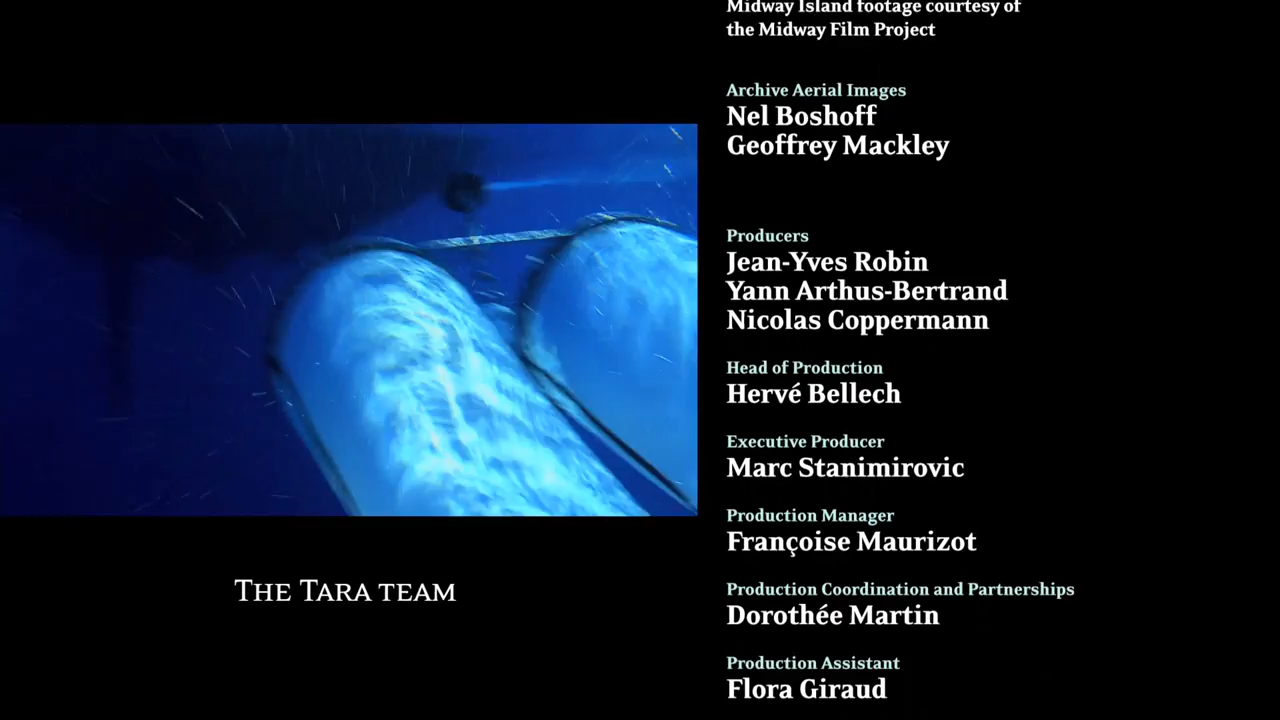 Midway Island footage courtesy of
the Midway Film Project
Archive Aerial Images
Nel Boshoff
Geoffrey Mackley
Producers
Jean-Yves Robin
Yann Arthus-Bertrand
Nicolas Coppermann
Head of Production
Hervé Bellech
Executive Producer
Marc Stanimirovic
Production Manager
Françoise Maurizot
Production Coordination and Partnerships
Dorothée Martin
Production Assistant
Flora Giraud
The Tara team